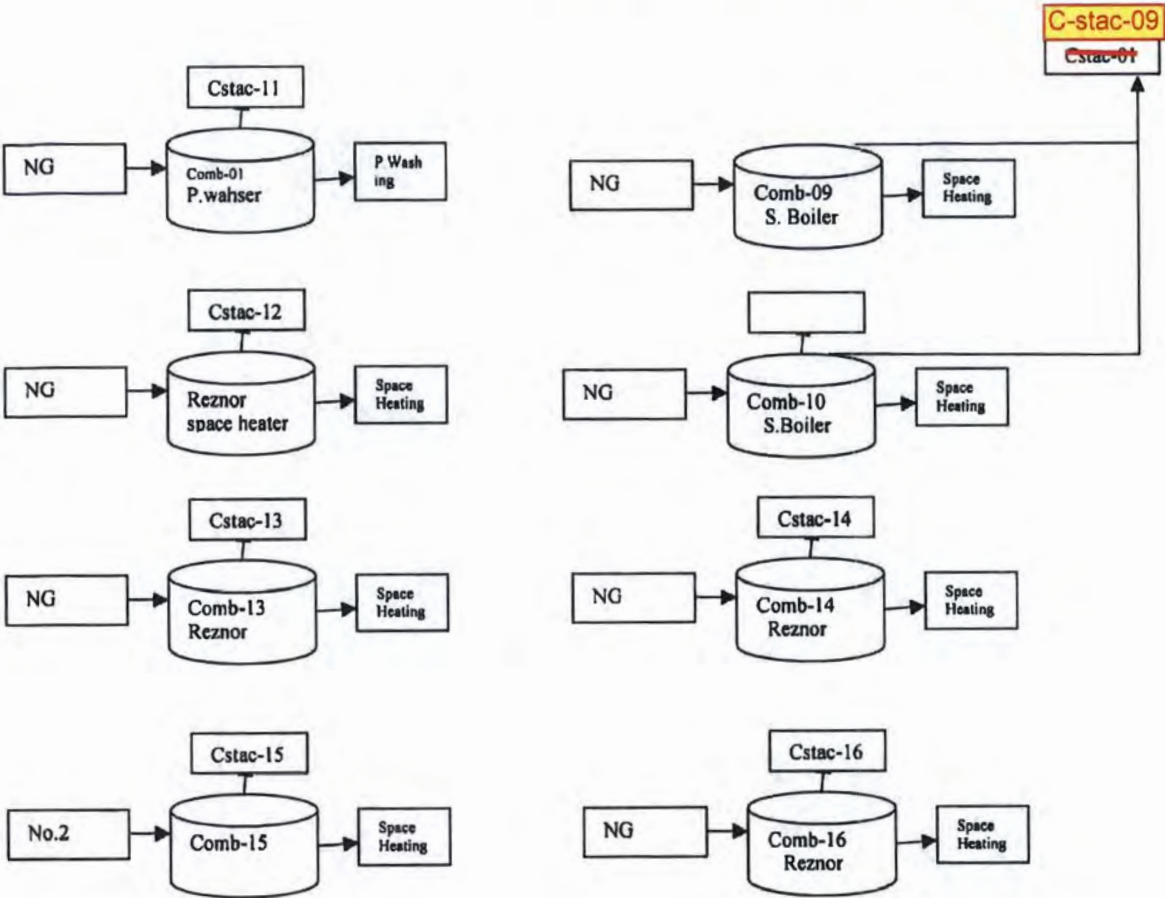 C-stac-09
Cstac-01
Cstac-11
NG
Comb-01
P.wahser
P.Wash
ing
NG
Comb-09
S. Boiler
Space
Heating
Cstac-12
NG
Reznor
space heater
Space
Heating
NG
Comb-10
S.Boiler
Space
Heating
Cstac-13
NG
Comb-13
Reznor
Space
Heating
Cstac-14
NG
Comb-14
Reznor
Space
Heating
Cstac-15
No.2
Comb-15
Space
Heating
Cstac-16
NG
Comb-16
Reznor
Space
Heating